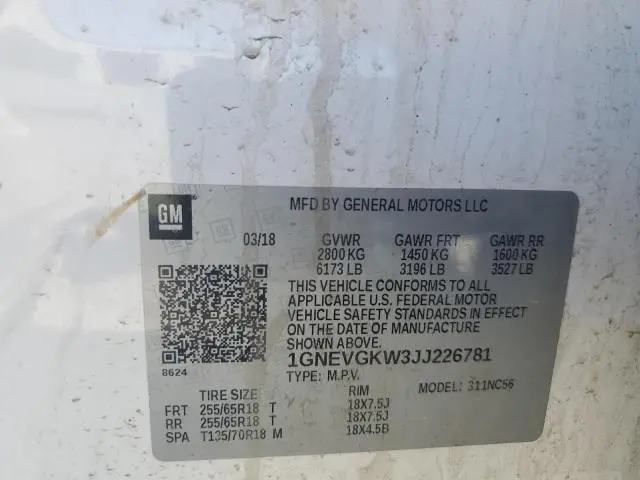 GM
MFD BY GENERAL MOTORS LLC
03/18 GVWR GAWR FRT GAWR RR
2800 KG 1450 KG 1600 KG
6173 LB 3196 LB 3527 LB
THIS VEHICLE CONFORMS TO ALL
APPLICABLE U.S. FEDERAL MOTOR
VEHICLE SAFETY STANDARDS IN EFFECT
ON THE DATE OF MANUFACTURE
SHOWN ABOVE.
8624
1GNEVGKW3JJ226781
TYPE: M.P.V. MODEL: 311NC56
TIRE SIZE RIM
FRT 255/65R18 T 18X7.5J
RR 255/65R18 T 18X7.5J
SPA T135/70R18 M 18X4.5B